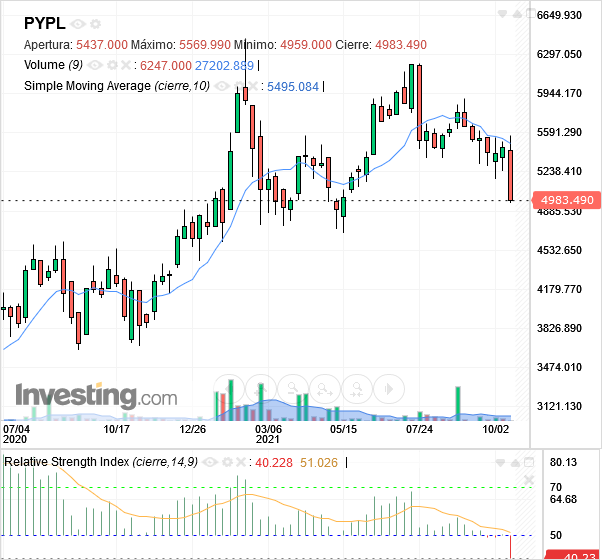 PYPL
Apertura: 5437.000 Máximo: 5569.990 Mínimo: 4959.000 Cierre: 4983.490
Volume (9) : 6247.000 27202.889
Simple Moving Average (cierre,10) : 5495.084
6649.930
6297.050
5944.170
5591.290
5238.410
4983.490
4885.530
4532.650
4179.770
3826.890
3474.010
3121.130
Investing.com
07/04 10/17 12/26 03/06 05/15 07/24 10/02
2020 2021
Relative Strength Index (cierre,14,9) : 40.228 51.026
80.13
70
64.68
50
40.23